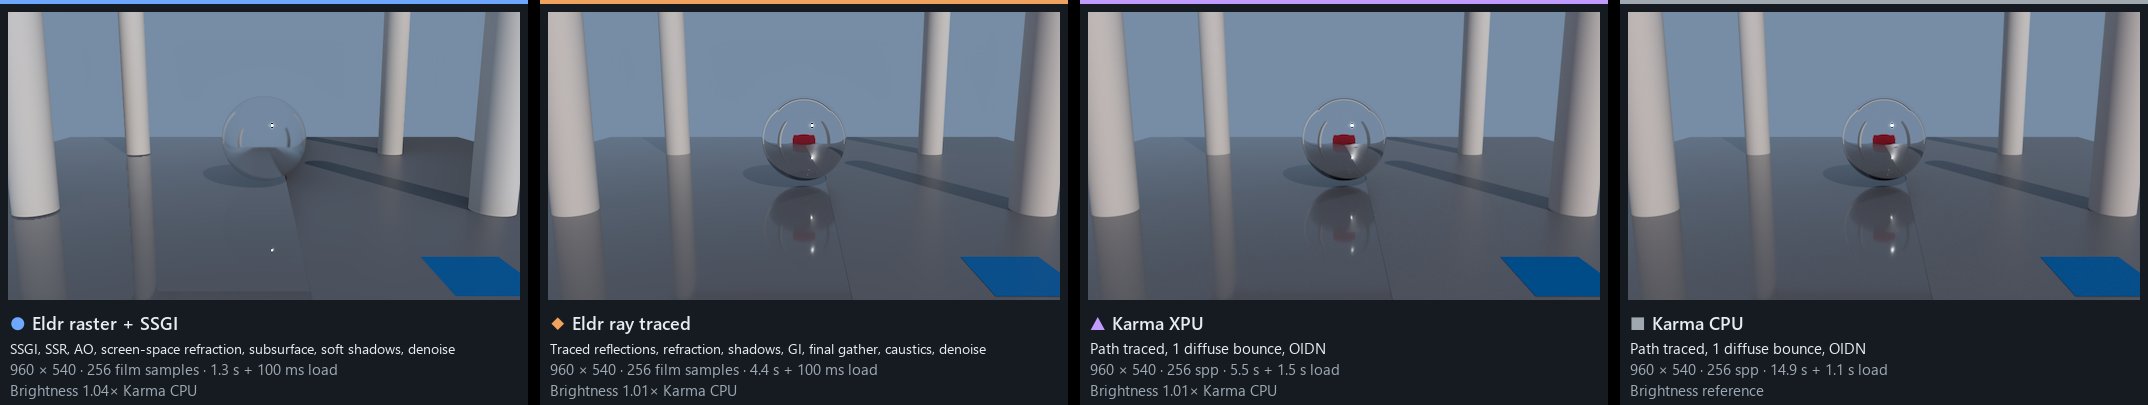 Eldr raster + SSGI
SSGI, SSR, AO, screen-space refraction, subsurface, soft shadows, denoise
960 × 540 · 256 film samples · 1.3 s + 100 ms load
Brightness 1.04× Karma CPU
Eldr ray traced
Traced reflections, refraction, shadows, GI, final gather, caustics, denoise
960 × 540 · 256 film samples · 4.4 s + 100 ms load
Brightness 1.01× Karma CPU
Karma XPU
Path traced, 1 diffuse bounce, OIDN
960 × 540 · 256 spp · 5.5 s + 1.5 s load
Brightness 1.01× Karma CPU
Karma CPU
Path traced, 1 diffuse bounce, OIDN
960 × 540 · 256 spp · 14.9 s + 1.1 s load
Brightness reference